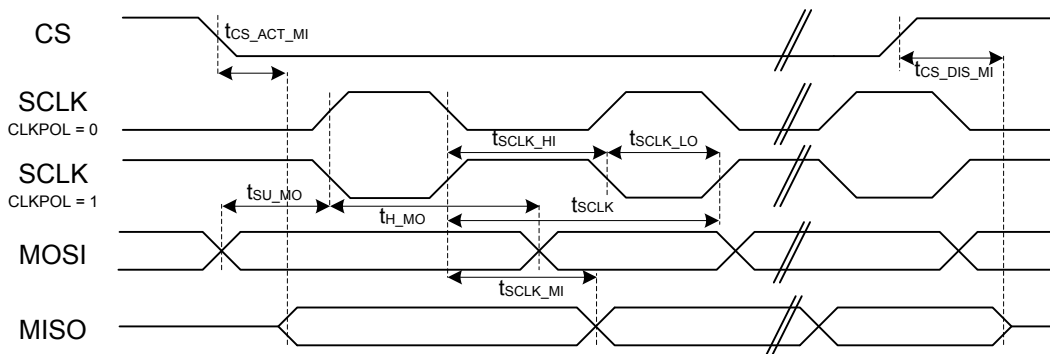 CS
tCS_ACT_MI
tCS_DIS_MI
SCLK
CLKPOL = 0
tSCLK_HI
tSCLK_LO
SCLK
CLKPOL = 1
tSU_MO
tH_MO
tSCLK
MOSI
tSCLK_MI
MISO